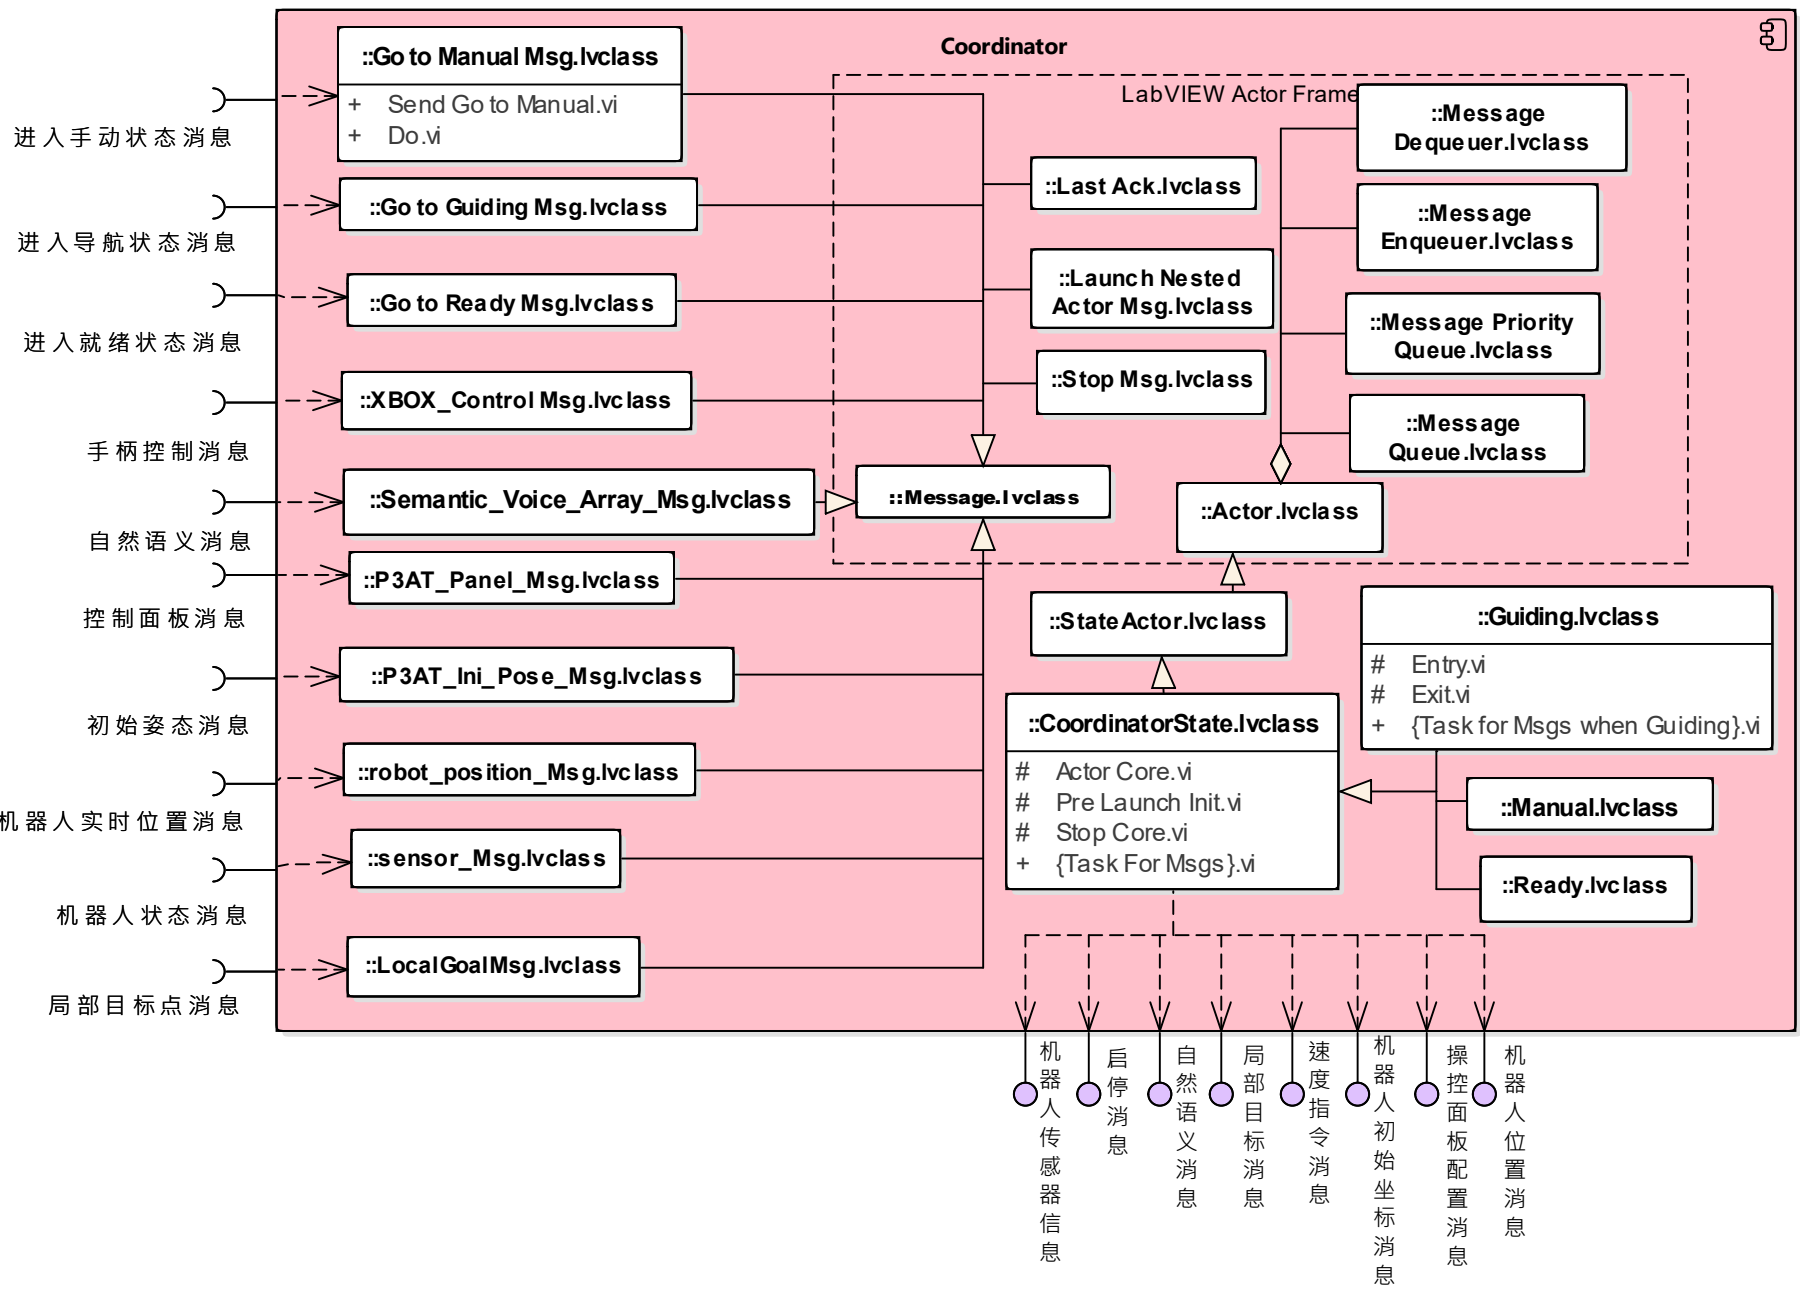 Coordinator
::Go to Manual Msg.lvclass
+ Send Go to Manual.vi
+ Do.vi
进入手动状态消息
::Go to Guiding Msg.lvclass
进入导航状态消息
::Go to Ready Msg.lvclass
进入就绪状态消息
::XBOX_Control Msg.lvclass
手柄控制消息
::Semantic_Voice_Array_Msg.lvclass
自然语义消息
::P3AT_Panel_Msg.lvclass
控制面板消息
::P3AT_Ini_Pose_Msg.lvclass
初始姿态消息
::robot_position_Msg.lvclass
机器人实时位置消息
::sensor_Msg.lvclass
机器人状态消息
::LocalGoalMsg.lvclass
局部目标点消息
LabVIEW Actor Frame
::Last Ack.lvclass
::Launch Nested
Actor Msg.lvclass
::Stop Msg.lvclass
::Message.lvclass
::Message
Dequeuer.lvclass
::Message
Enqueuer.lvclass
::Message Priority
Queue.lvclass
::Message
Queue.lvclass
::Actor.lvclass
::StateActor.lvclass
::CoordinatorState.lvclass
# Actor Core.vi
# Pre Launch Init.vi
# Stop Core.vi
+ {Task For Msgs}.vi
::Guiding.lvclass
# Entry.vi
# Exit.vi
+ {Task for Msgs when Guiding}.vi
::Manual.lvclass
::Ready.lvclass
机器人传感器信息
启停消息
自然语义消息
局部目标消息
速度指令消息
机器人初始坐标消息
操控面板配置消息
机器人位置消息